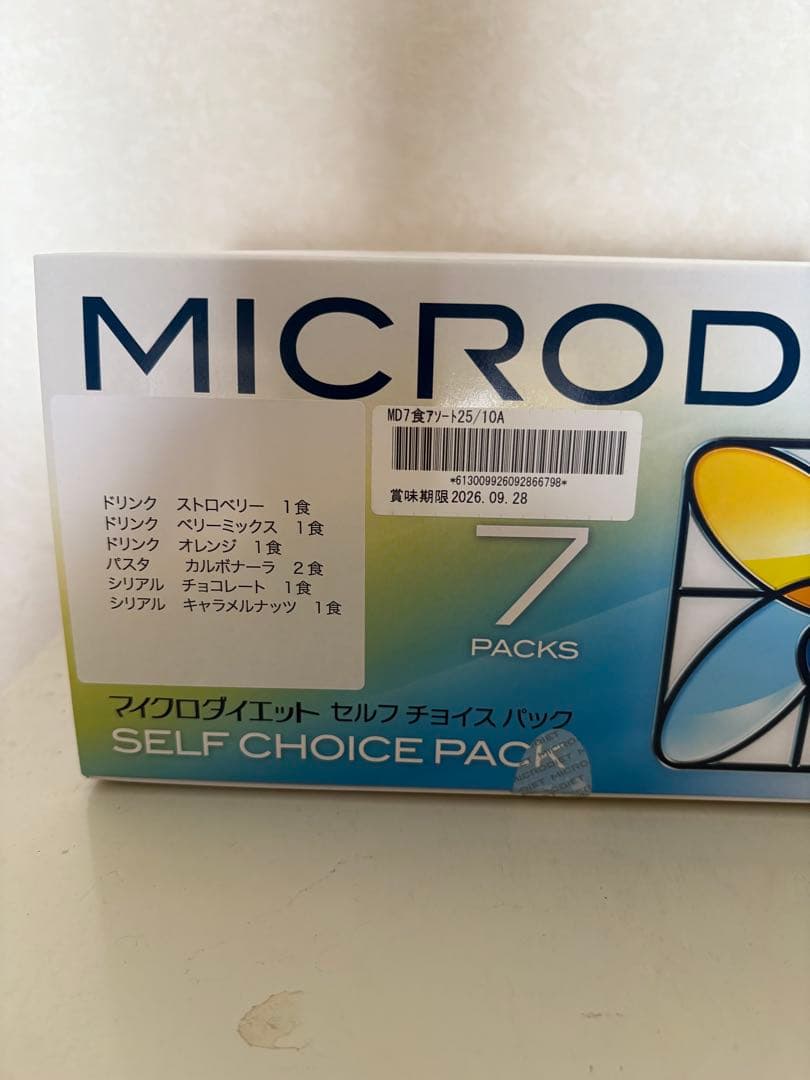 MICROD
MD7食ｱｿｰﾄ25/10A
*613009926092866798*
賞味期限2026.09.28
ドリンク ストロベリー 1食
ドリンク ベリーミックス 1食
ドリンク オレンジ 1食
パスタ カルボナーラ 2食
シリアル チョコレート 1食
シリアル キャラメルナッツ 1食
7
PACKS
マイクロダイエット セルフ チョイス パック
SELF CHOICE PACK
DIET
MICRO
MICRODIET M
DIET MICRO
DIET